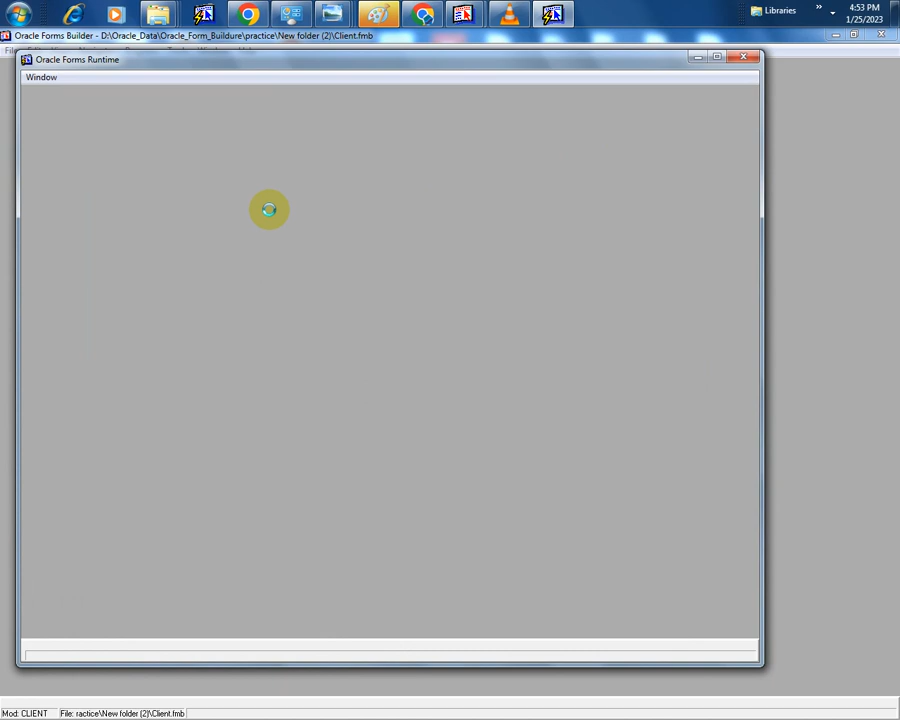 Libraries
»
4:53 PM
1/25/2023
Oracle Forms Builder - D:\Oracle_Data\Oracle_Form_Buildure\practice\New folder (2)\Client.fmb
Oracle Forms Runtime
Window
Mod: CLIENT
File: ractice\New folder (2)\Client.fmb